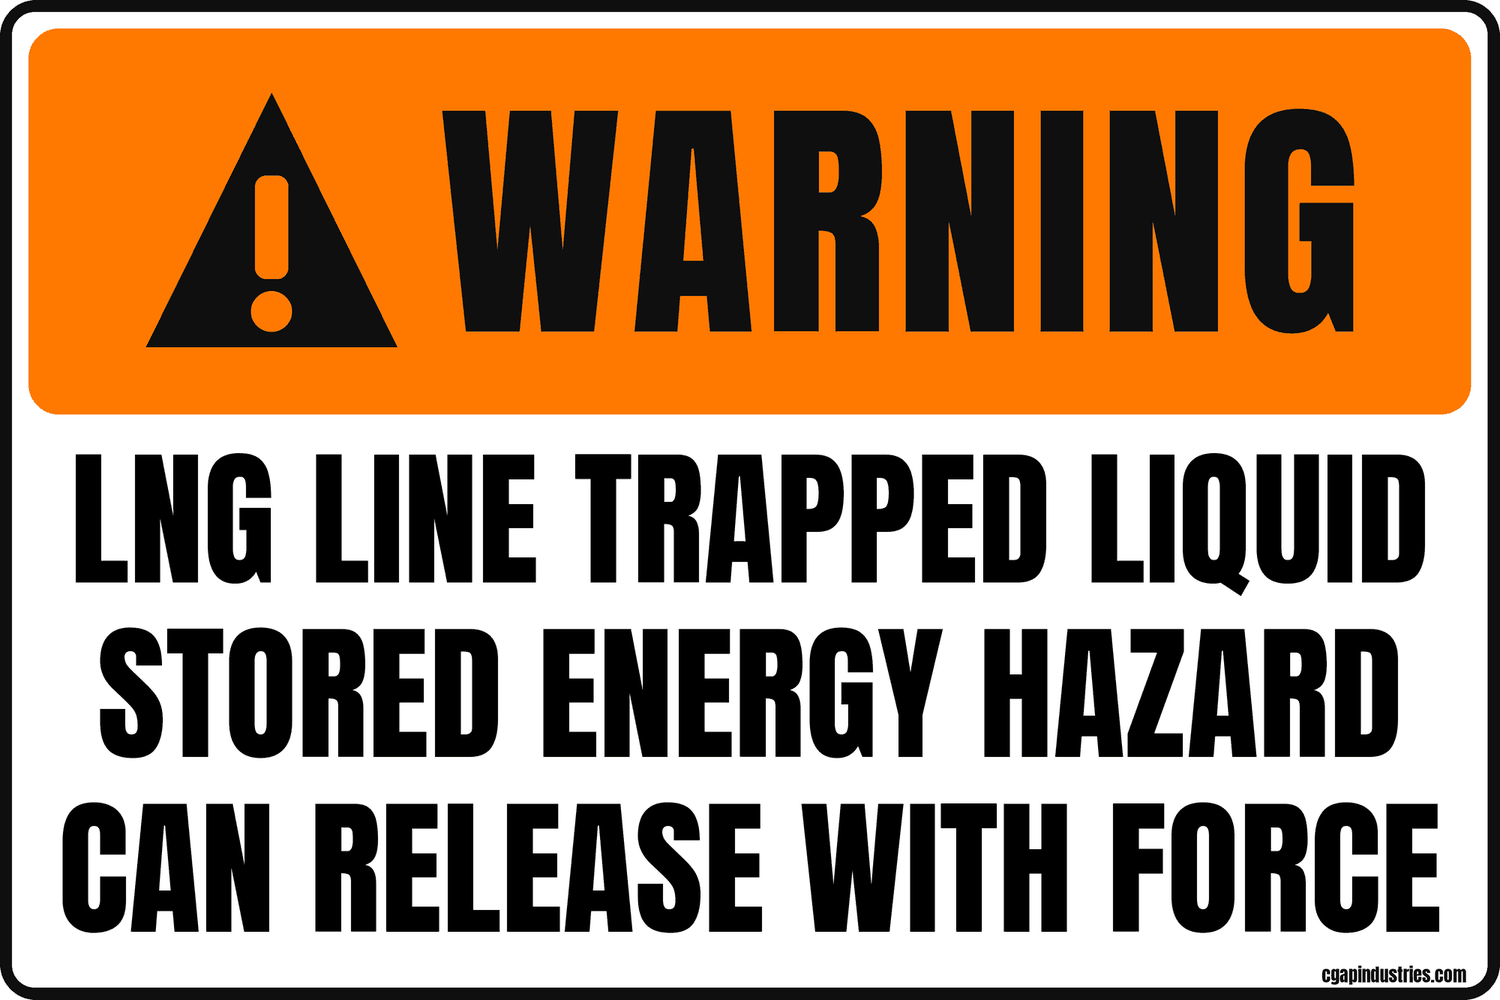 WARNING
LNG LINE TRAPPED LIQUID
STORED ENERGY HAZARD
CAN RELEASE WITH FORCE
cgapindustries.com